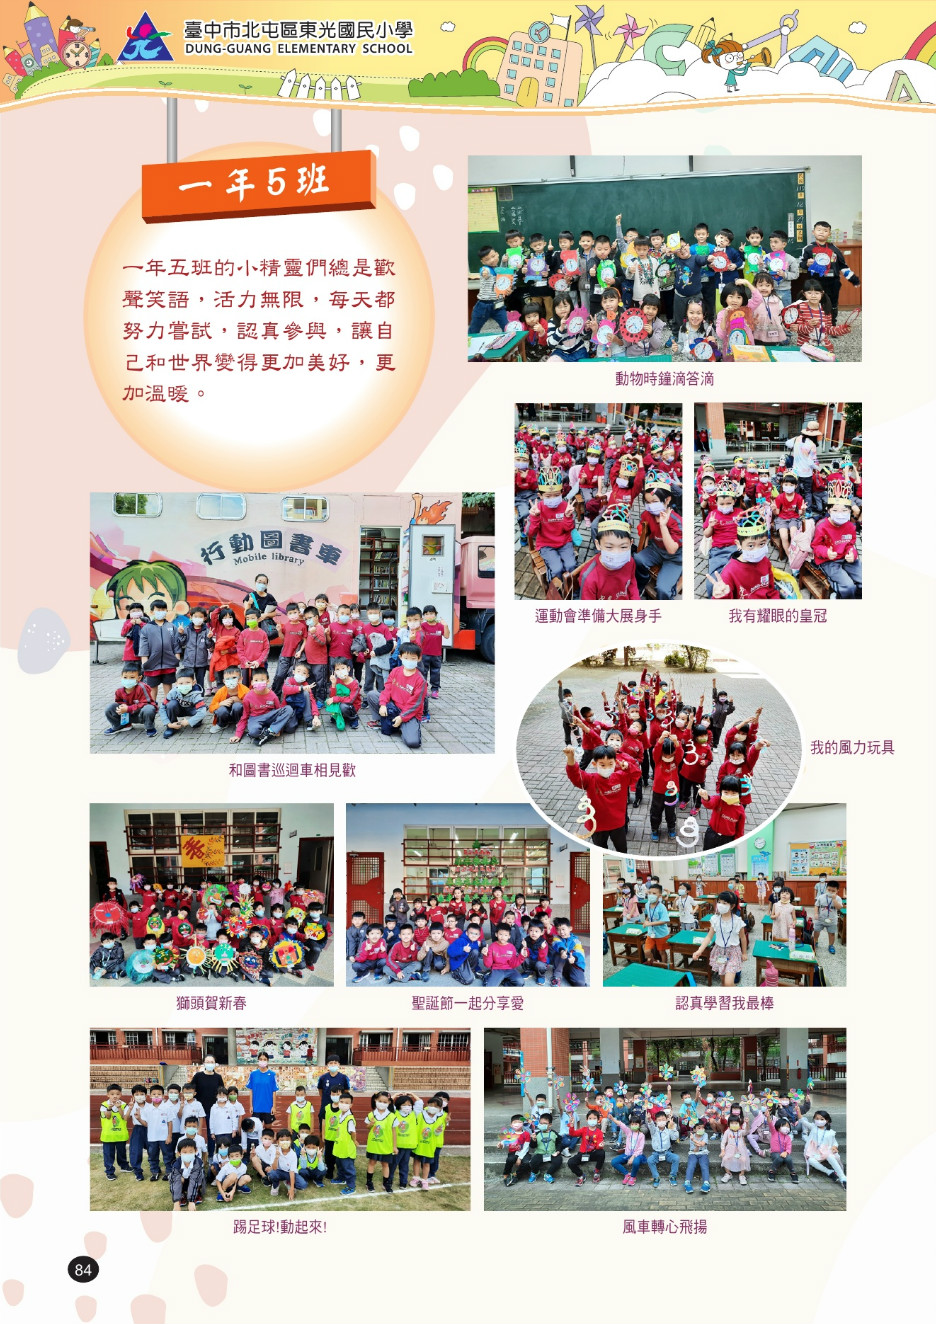 臺中市北屯區東光國民小學
DUNG-GUANG ELEMENTARY SCHOOL
一年5班
一年五班的小精靈們總是歡
聲笑語，活力無限，每天都
努力嘗試，認真參與，讓自
己和世界變得更加美好，更
加溫暖。
動物時鐘滴答滴
運動會準備大展身手
我有耀眼的皇冠
行動圖書車
Mobile library
和圖書巡迴車相見歡
我的風力玩具
春
獅頭賀新春
聖誕節一起分享愛
認真學習我最棒
踢足球!動起來!
風車轉心飛揚
84